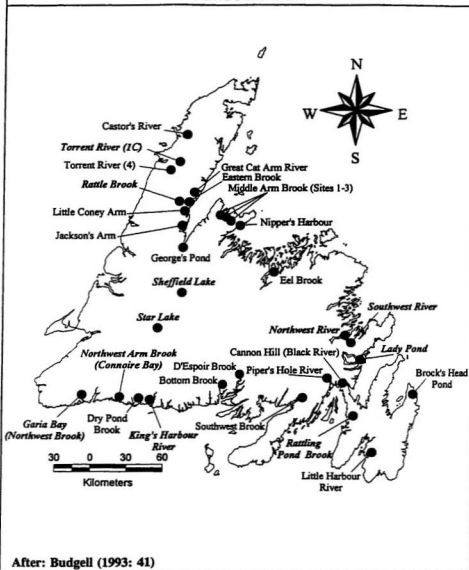 N
W E
S
Castor's River
Torrent River (1C)
Torrent River (4)
Great Cat Arm River
Eastern Brook
Rattle Brook
Middle Arm Brook (Sites 1-3)
Little Coney Arm
Nipper's Harbour
Jackson's Arm
George's Pond
Eel Brook
Sheffield Lake
Southwest River
Star Lake
Northwest River
Northwest Arm Brook
(Connoire Bay)
Cannon Hill (Black River)
Lady Pond
D'Espoir Brook
Piper's Hole River
Bottom Brook
Brock's Head
Pond
Garia Bay
(Northwest Brook)
Dry Pond
Brook
King's Harbour
River
Southwest Brook
Rattling
Pond Brook
Little Harbour
River
30 0 30 60
Kilometers
After: Budgell (1993: 41)